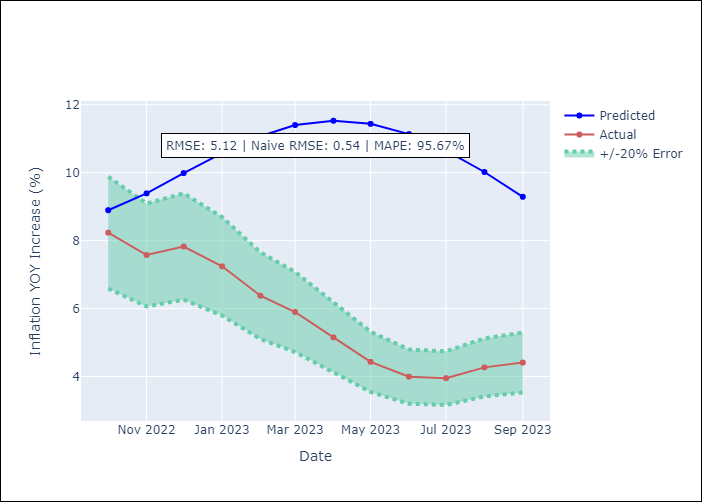 12
10
8
6
4
Inflation YOY Increase (%)
RMSE: 5.12 | Naive RMSE: 0.54 | MAPE: 95.67%
Predicted
Actual
+/-20% Error
Nov 2022 Jan 2023 Mar 2023 May 2023 Jul 2023 Sep 2023
Date